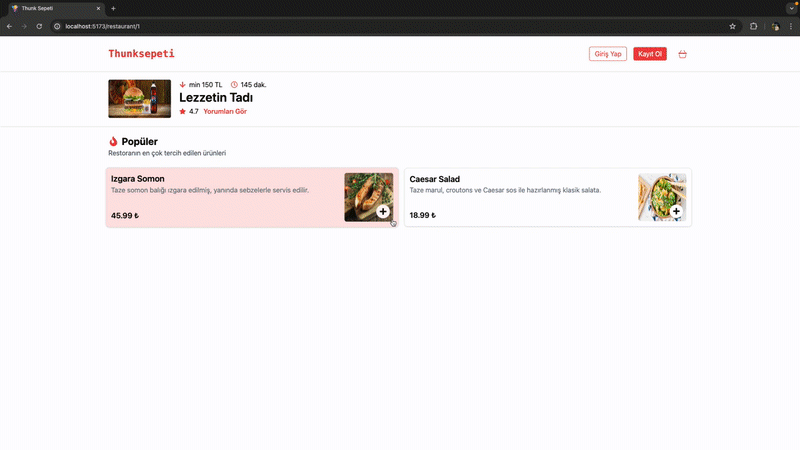 Thunk Sepeti
localhost:5173/restaurant/1
Thunksepeti
Giriş Yap
Kayıt Ol
min 150 TL
145 dak.
Lezzetin Tadı
4.7
Yorumları Gör
Popüler
Restoranın en çok tercih edilen ürünleri
Izgara Somon
Taze somon balığı ızgara edilmiş, yanında sebzelerle servis edilir.
45.99 ₺
Caesar Salad
Taze marul, croutons ve Caesar sos ile hazırlanmış klasik salata.
18.99 ₺